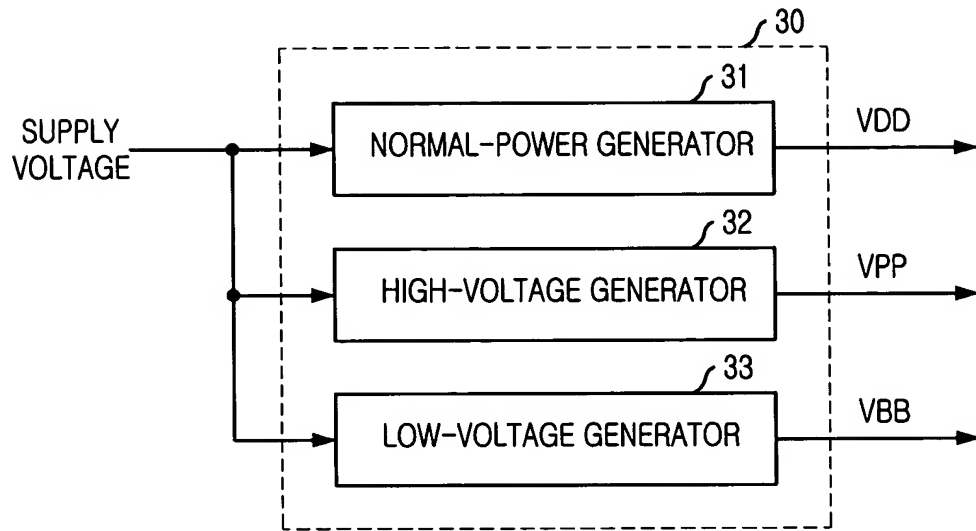 30
31
SUPPLY
VOLTAGE
NORMAL-POWER GENERATOR
VDD
32
HIGH-VOLTAGE GENERATOR
VPP
33
LOW-VOLTAGE GENERATOR
VBB